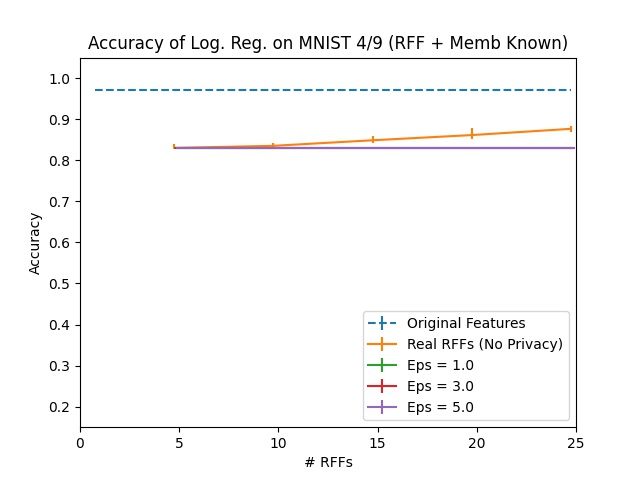 Accuracy of Log. Reg. on MNIST 4/9 (RFF + Memb Known)
1.0
0.9
0.8
0.7
0.6
0.5
0.4
0.3
0.2
Accuracy
Original Features
Real RFFs (No Privacy)
Eps = 1.0
Eps = 3.0
Eps = 5.0
0 5 10 15 20 25
# RFFs